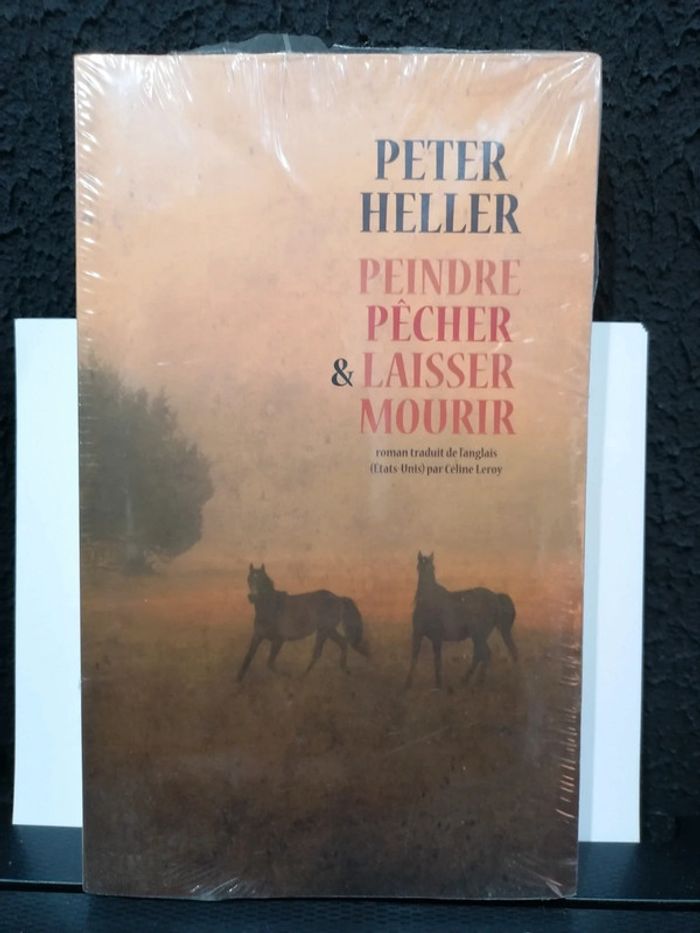 PETER
HELLER
PEINDRE
PÊCHER
& LAISSER
MOURIR
roman traduit de l'anglais
(États-Unis) par Céline Leroy